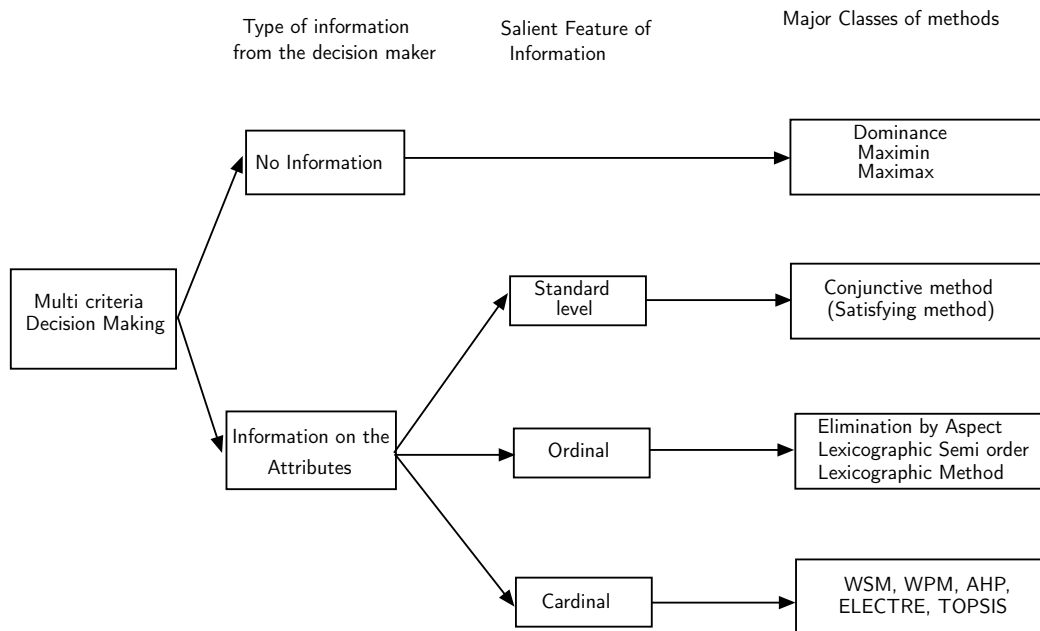 Type of information
from the decision maker
Salient Feature of
Information
Major Classes of methods
No Information
Dominance
Maximin
Maximax
Multi criteria
Decision Making
Standard
level
Conjunctive method
(Satisfying method)
Information on the
Attributes
Ordinal
Elimination by Aspect
Lexicographic Semi order
Lexicographic Method
Cardinal
WSM, WPM, AHP,
ELECTRE, TOPSIS